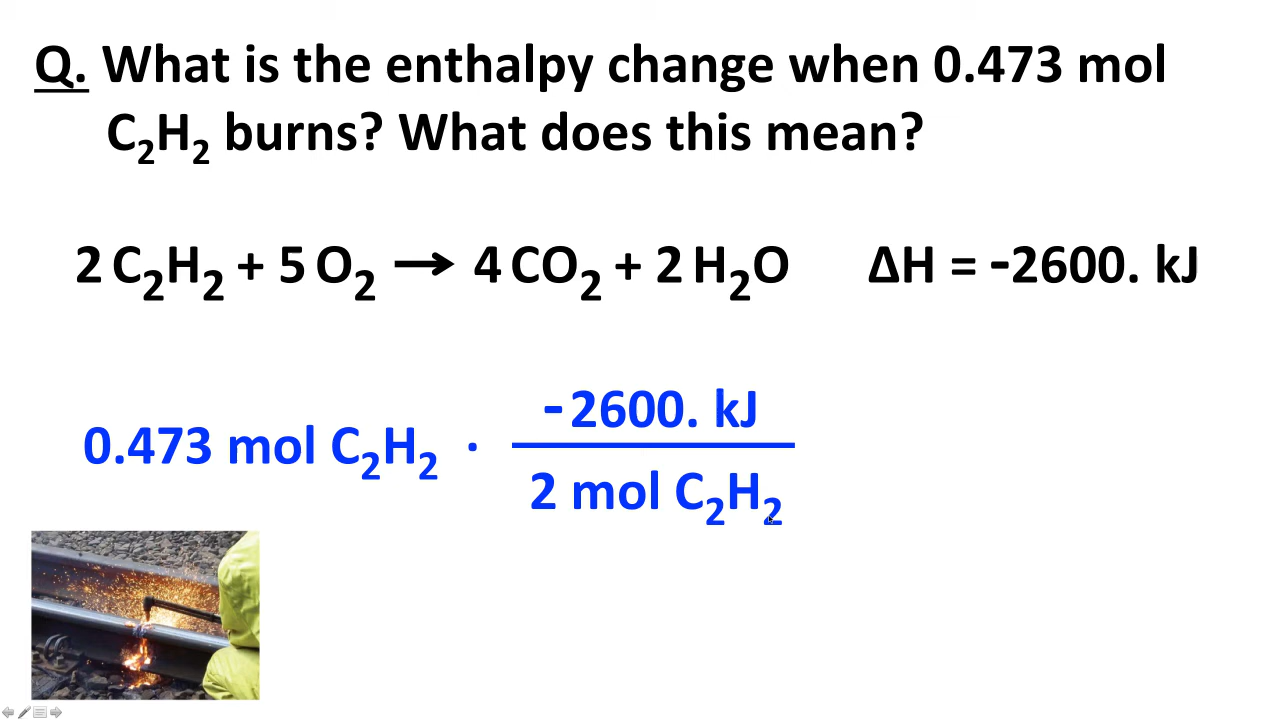 Q. What is the enthalpy change when 0.473 mol
C₂H₂ burns? What does this mean?
2 C₂H₂ + 5 O₂ → 4 CO₂ + 2 H₂O ΔH = -2600. kJ
-2600. kJ
0.473 mol C₂H₂ ·
2 mol C₂H₂